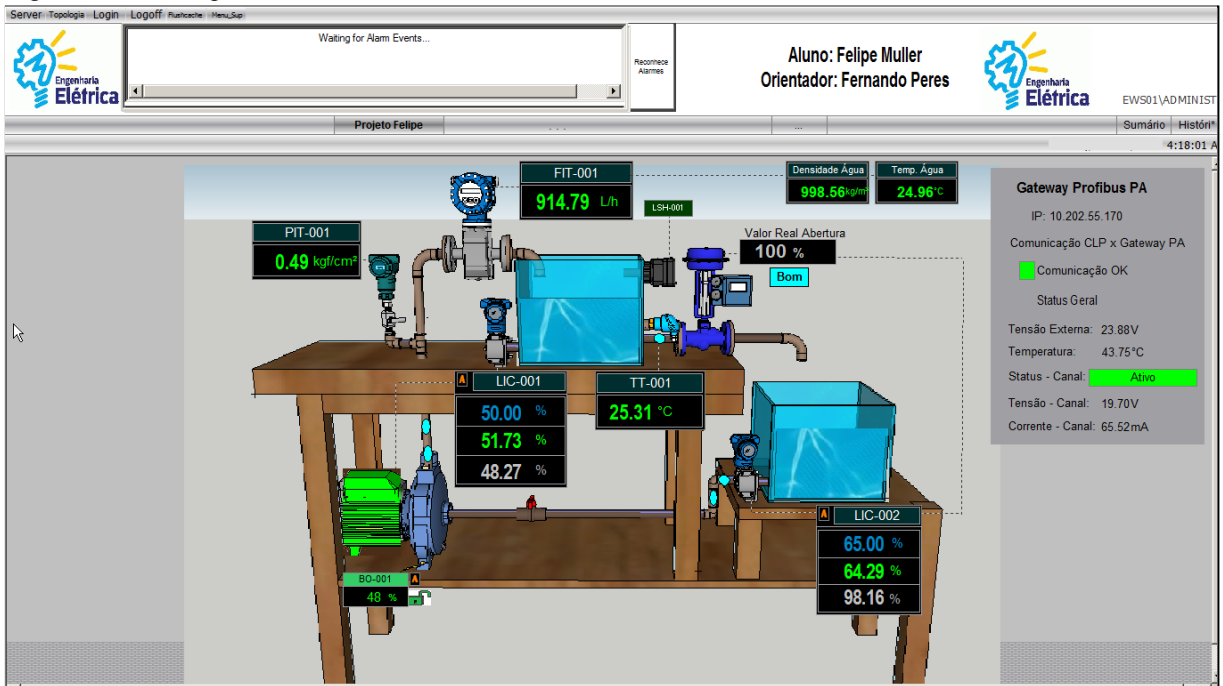 Server Topologia Login Logoff Flushcache Menu_Sup
Waiting for Alarm Events...
Reconnece
Alarmes
Engenharia
Elétrica
Aluno: Felipe Muller
Orientador: Fernando Peres
Engenharia
Elétrica
EWS01\ADMINIST
Projeto Felipe
. . .
...
Sumário
Históri*
4:18:01 A
FIT-001
914.79 L/h
LSH-001
Densidade Água
998.56 kg/m³
Temp. Água
24.96 °C
PIT-001
0.49 kgf/cm²
Valor Real Abertura
100 %
Bom
LIC-001
A
50.00 %
51.73 %
48.27 %
TT-001
25.31 °C
A
LIC-002
65.00 %
64.29 %
98.16 %
BO-001
A
48 %
Gateway Profibus PA
IP: 10.202.55.170
Comunicação CLP x Gateway PA
Comunicação OK
Status Geral
Tensão Externa: 23.88V
Temperatura: 43.75°C
Status - Canal: Ativo
Tensão - Canal: 19.70V
Corrente - Canal: 65.52mA